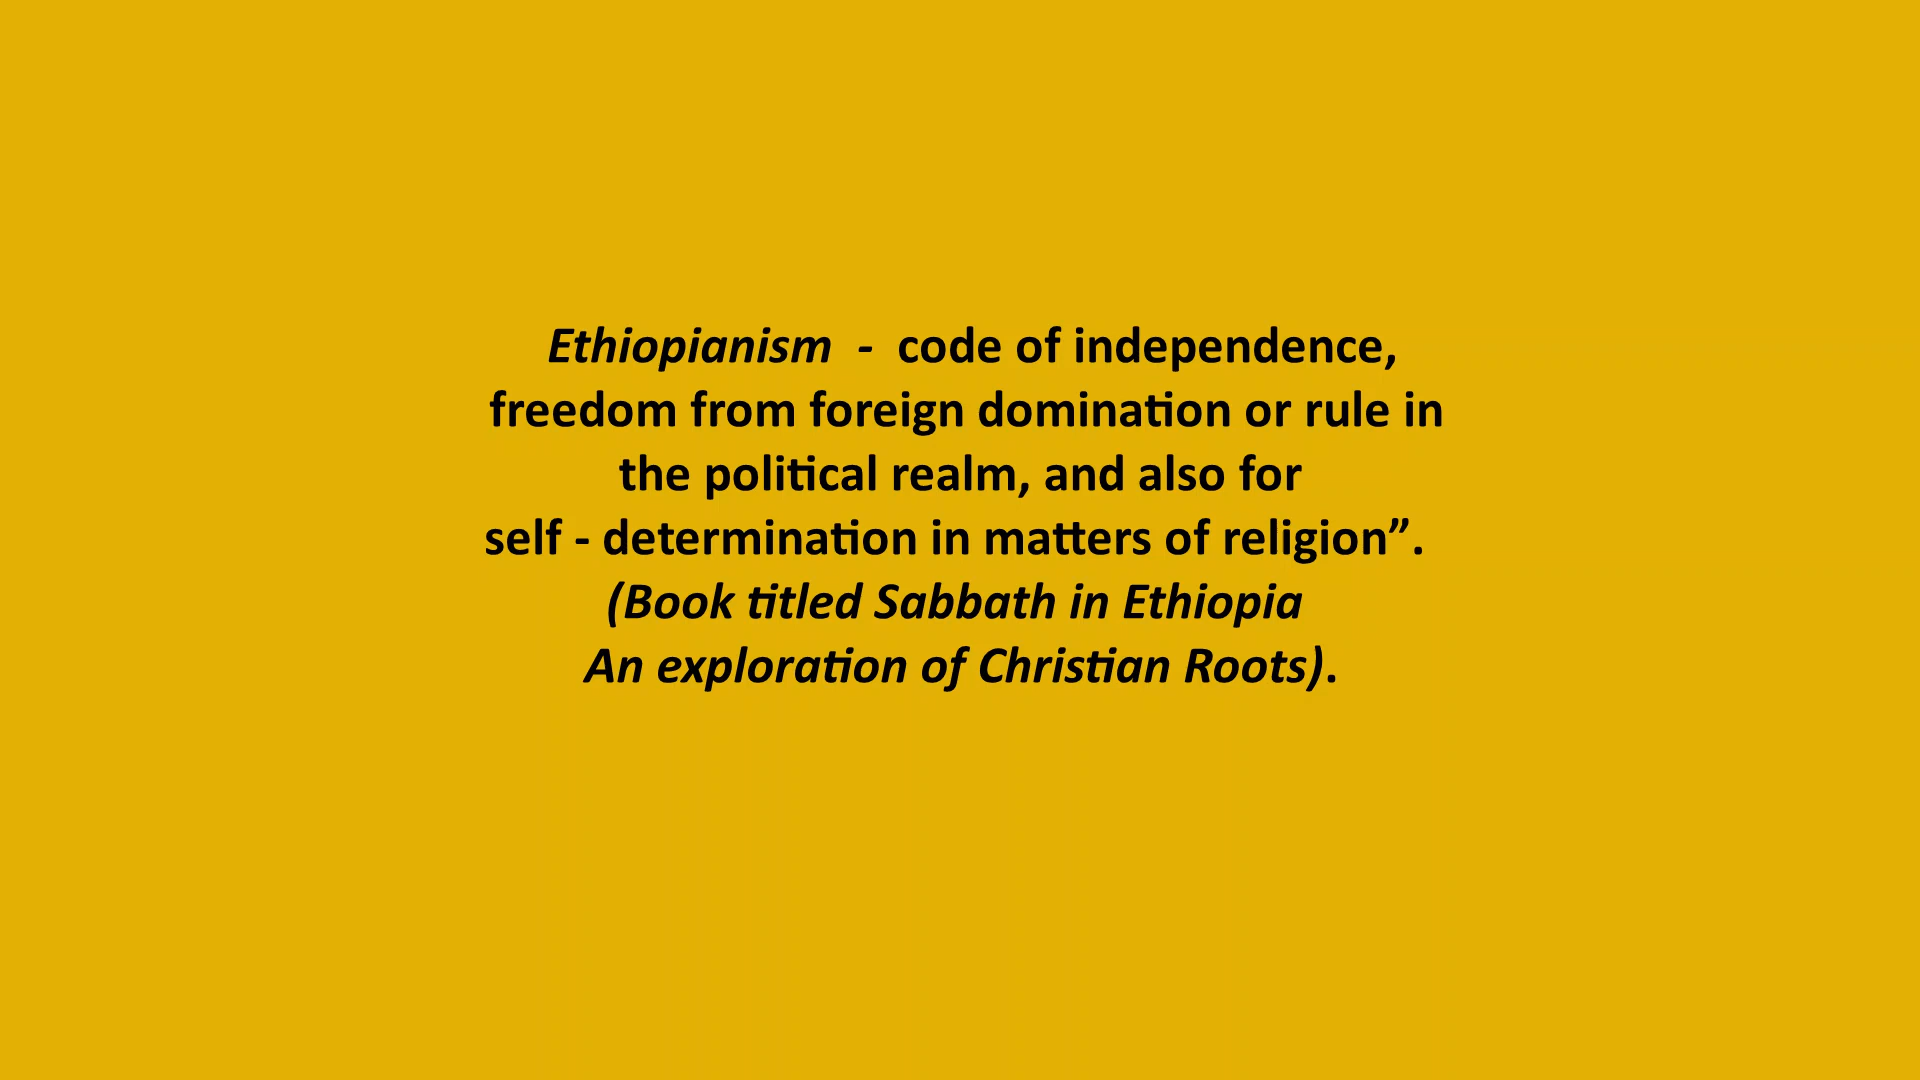 Ethiopianism  -  code of independence,
freedom from foreign domination or rule in
the political realm, and also for
self - determination in matters of religion”.
(Book titled Sabbath in Ethiopia
An exploration of Christian Roots).